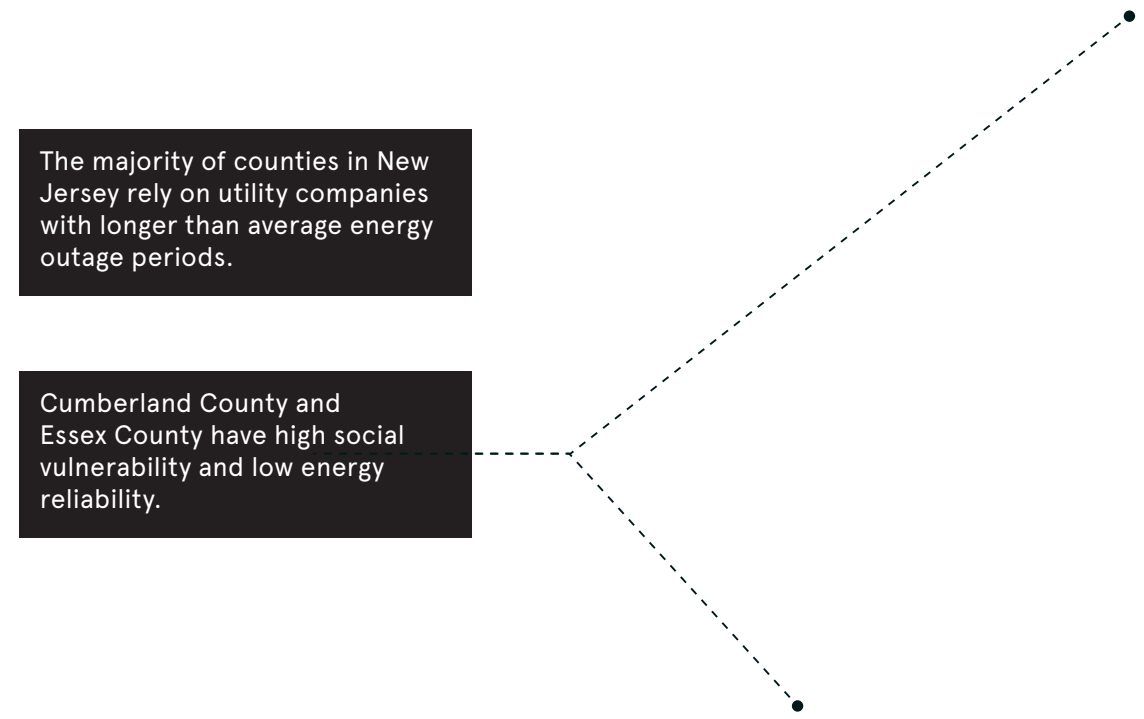 The majority of counties in New
Jersey rely on utility companies
with longer than average energy
outage periods.
Cumberland County and
Essex County have high social
vulnerability and low energy
reliability.